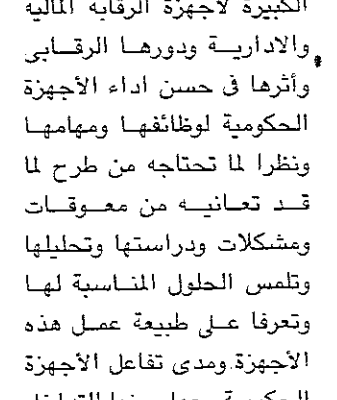 الكبيرة لأجهزة الرقابة المالية
والادارية ودورها الرقابى
وأثرها فى حسن اداء الأجهزة
الحكومية لوظائفها ومهامها
ونظرا لما تحتاجه من طرح لما
قد تعانيه من معوقات
ومشكلات ودراستها وتحليلها
وتلمس الحلول المناسبة لها
وتعرفا على طبيعة عمل هذه
الأجهزة ومدى تفاعل الأجهزة